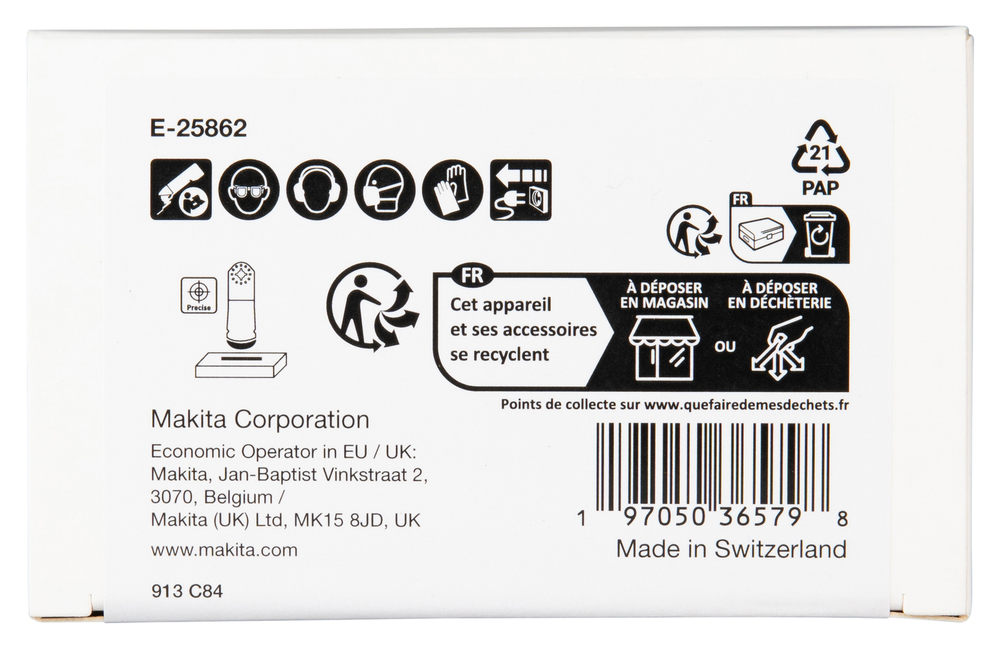 E-25862
21
PAP
FR
Precise
FR
Cet appareil
et ses accessoires
se recyclent
À DÉPOSER
EN MAGASIN
OU
À DÉPOSER
EN DÉCHÈTERIE
Points de collecte sur www.quefairedemesdechets.fr
Makita Corporation
Economic Operator in EU / UK:
Makita, Jan-Baptist Vinkstraat 2,
3070, Belgium /
Makita (UK) Ltd, MK15 8JD, UK
www.makita.com
913 C84
1 97050 36579 8
Made in Switzerland